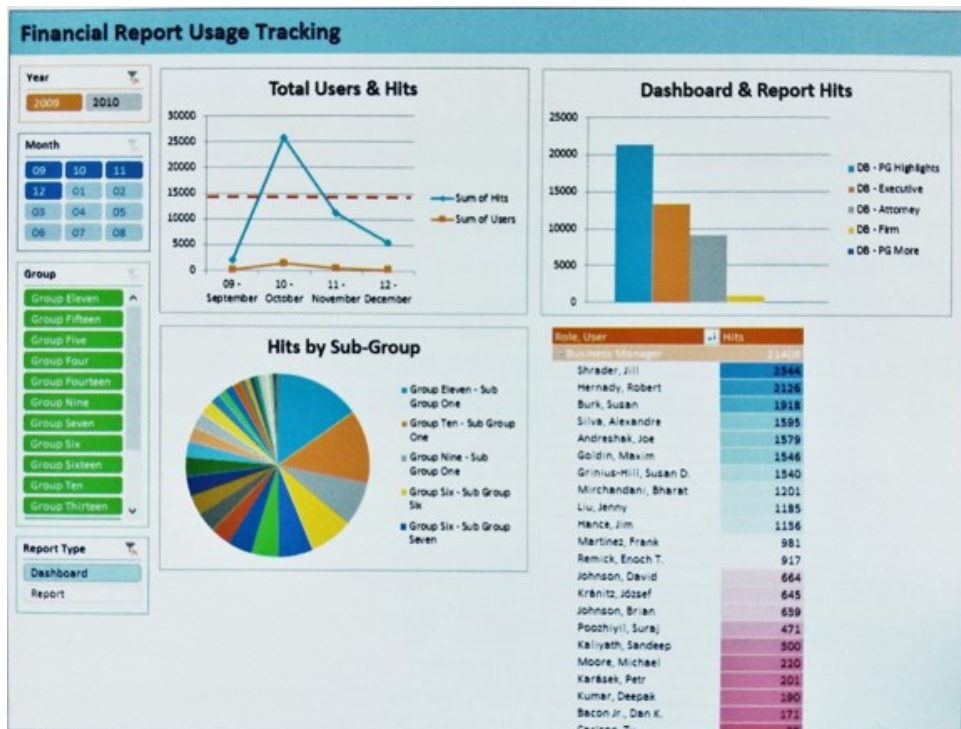 Financial Report Usage Tracking
Year
2009 2010
Month
09 10 11
12 01 02
03 04 05
06 07 08
Group
Group Eleven
Group Fifteen
Group Five
Group Four
Group Fourteen
Group Nine
Group Seven
Group Six
Group Sixteen
Group Ten
Group Thirteen
Report Type
Dashboard
Report
Total Users & Hits
30000
25000
20000
15000
10000
5000
0
09 - September
10 - October
11 - November
12 - December
Sum of Hits
Sum of Users
Dashboard & Report Hits
25000
20000
15000
10000
5000
0
DB - PG Highlights
DB - Executive
DB - Attorney
DB - Firm
DB - PG More
Hits by Sub-Group
Group Eleven - Sub
Group One
Group Ten - Sub Group
One
Group Nine - Sub
Group One
Group Six - Sub Group
Six
Group Six - Sub Group
Seven
Role, User Hits
Business Manager 21408
Shrader, Jill 2344
Hernady, Robert 2126
Burk, Susan 1918
Silva, Alexandre 1595
Andreshak, Joe 1579
Goldin, Maxim 1546
Grinius-Hill, Susan D. 1340
Mirchandani, Bharat 1201
Liu, Jenny 1185
Hance, Jim 1156
Martinez, Frank 981
Remick, Enoch T. 917
Johnson, David 664
Kránitz, József 645
Johnson, Brian 639
Poozhiyil, Suraj 471
Kaliyath, Sandeep 300
Moore, Michael 220
Karásek, Petr 201
Kumar, Deepak 190
Bacon Jr., Dan K. 171